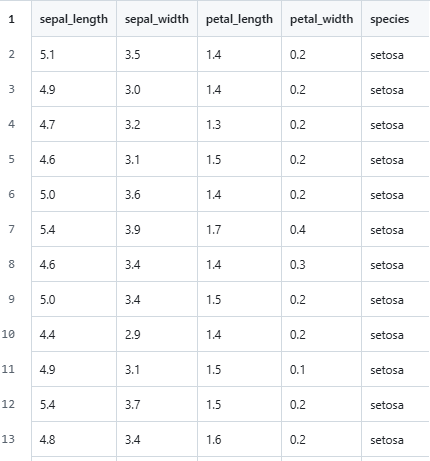 1 sepal_length sepal_width petal_length petal_width species
2 5.1 3.5 1.4 0.2 setosa
3 4.9 3.0 1.4 0.2 setosa
4 4.7 3.2 1.3 0.2 setosa
5 4.6 3.1 1.5 0.2 setosa
6 5.0 3.6 1.4 0.2 setosa
7 5.4 3.9 1.7 0.4 setosa
8 4.6 3.4 1.4 0.3 setosa
9 5.0 3.4 1.5 0.2 setosa
10 4.4 2.9 1.4 0.2 setosa
11 4.9 3.1 1.5 0.1 setosa
12 5.4 3.7 1.5 0.2 setosa
13 4.8 3.4 1.6 0.2 setosa